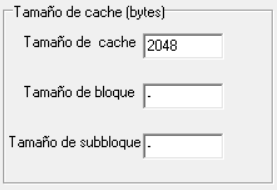 Tamaño de cache (bytes)
Tamaño de cache 2048
Tamaño de bloque -
Tamaño de subbloque -